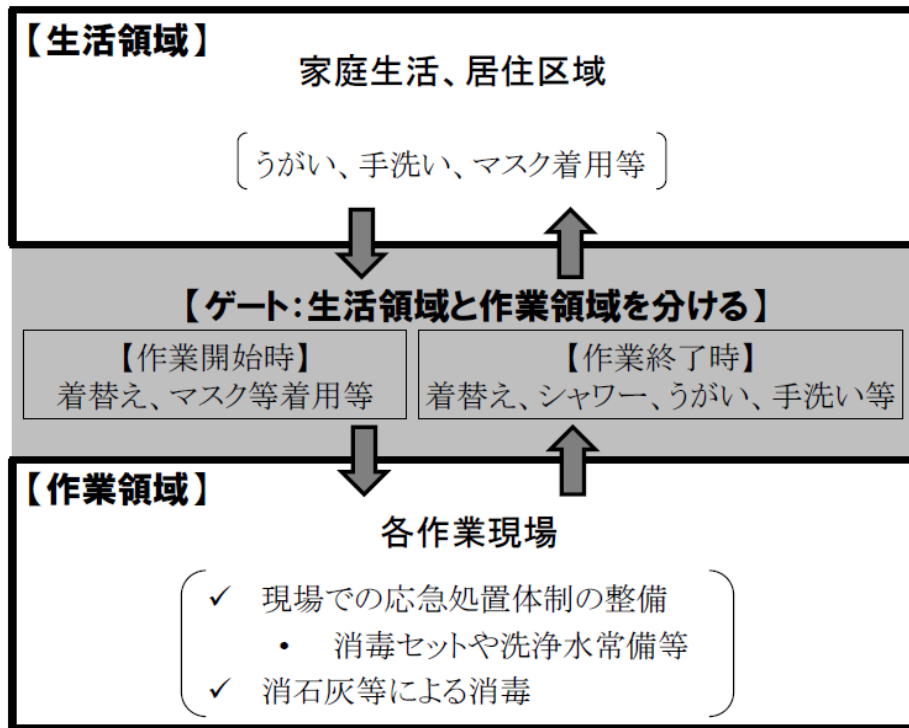 【生活領域】
家庭生活、居住区域
うがい、手洗い、マスク着用等
【ゲート：生活領域と作業領域を分ける】
【作業開始時】
着替え、マスク等着用等
【作業終了時】
着替え、シャワー、うがい、手洗い等
【作業領域】
各作業現場
✓ 現場での応急処置体制の整備
• 消毒セットや洗浄水常備等
✓ 消石灰等による消毒